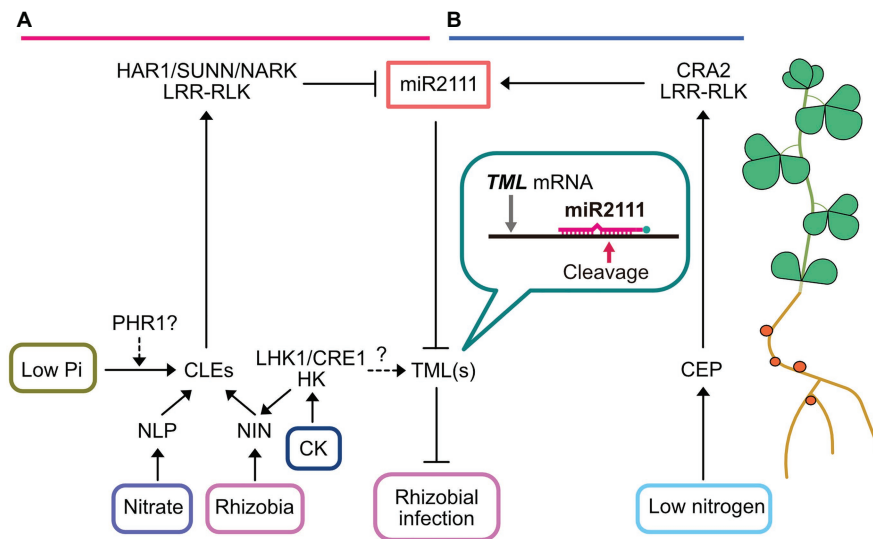 A
B
HAR1/SUNN/NARK
LRR-RLK
miR2111
CRA2
LRR-RLK
TML mRNA
miR2111
Cleavage
PHR1?
Low Pi
CLEs
LHK1/CRE1
HK
?
TML(s)
CEP
NLP
NIN
CK
Nitrate
Rhizobia
Rhizobial
infection
Low nitrogen